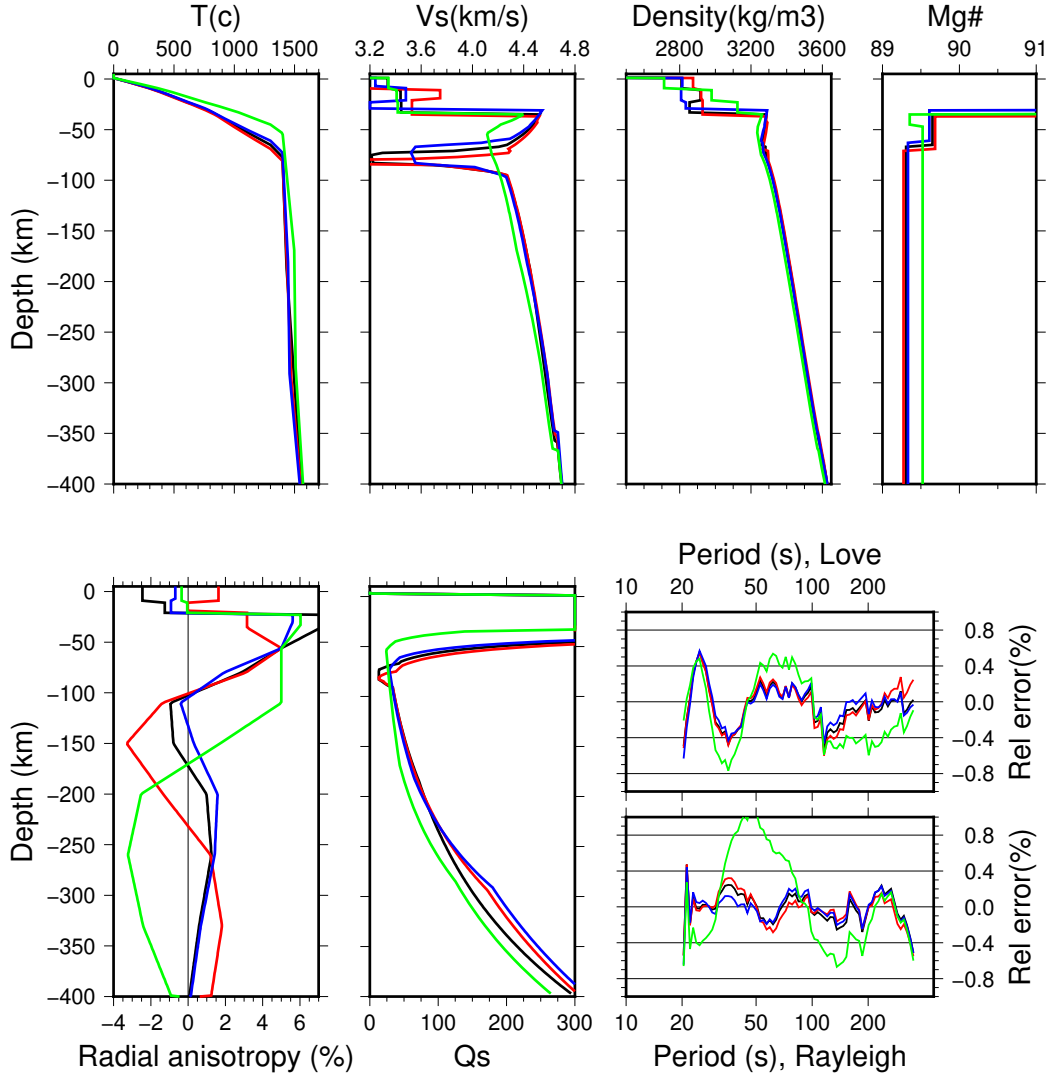 T(c) Vs(km/s) Density(kg/m3) Mg#
0 500 1000 1500 3.2 3.6 4 4.4 4.8 2800 3200 3600 89 90 91
0
−50
−100
−150
−200
−250
−300
−350
−400
Depth (km)
Period (s), Love
10 20 50 100 200
0
−50
−100
−150
−200
−250
−300
−350
−400
Depth (km)
0.8
0.4
0.0
−0.4
−0.8
Rel error(%)
0.8
0.4
0.0
−0.4
−0.8
Rel error(%)
−4 −2 0 2 4 6 0 100 200 300 10 20 50 100 200
Radial anisotropy (%) Qs Period (s), Rayleigh